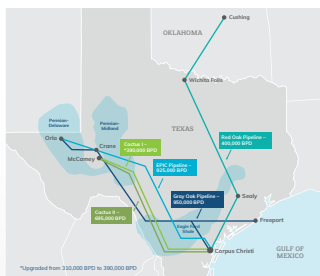 OKLAHOMA
Cushing
Wichita Falls
Permian-
Delaware
Permian-
Midland
TEXAS
Orla
Crane
McCamey
Cactus I –
*390,000 BPD
Red Oak Pipeline –
400,000 BPD
EPIC Pipeline –
925,000 BPD
Gray Oak Pipeline –
850,000 BPD
Cactus II –
685,000 BPD
Sealy
Freeport
Eagle Ford
Shale
Corpus Christi
GULF OF
MEXICO
*Upgraded from 310,000 BPD to 390,000 BPD